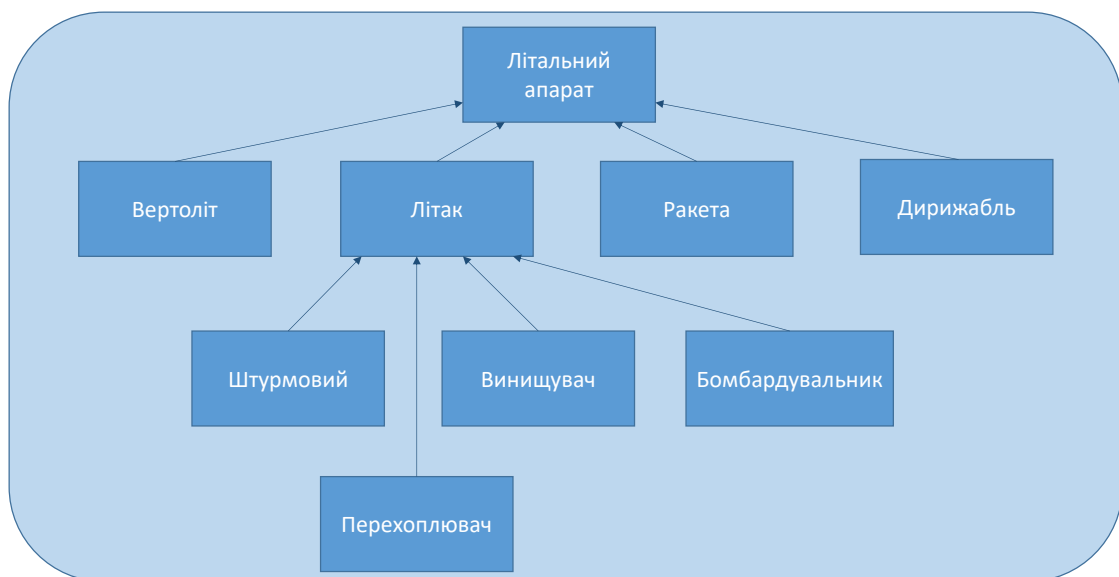 Літальний
апарат
Вертоліт
Літак
Ракета
Дирижабль
Штурмовий
Винищувач
Бомбардувальник
Перехоплювач